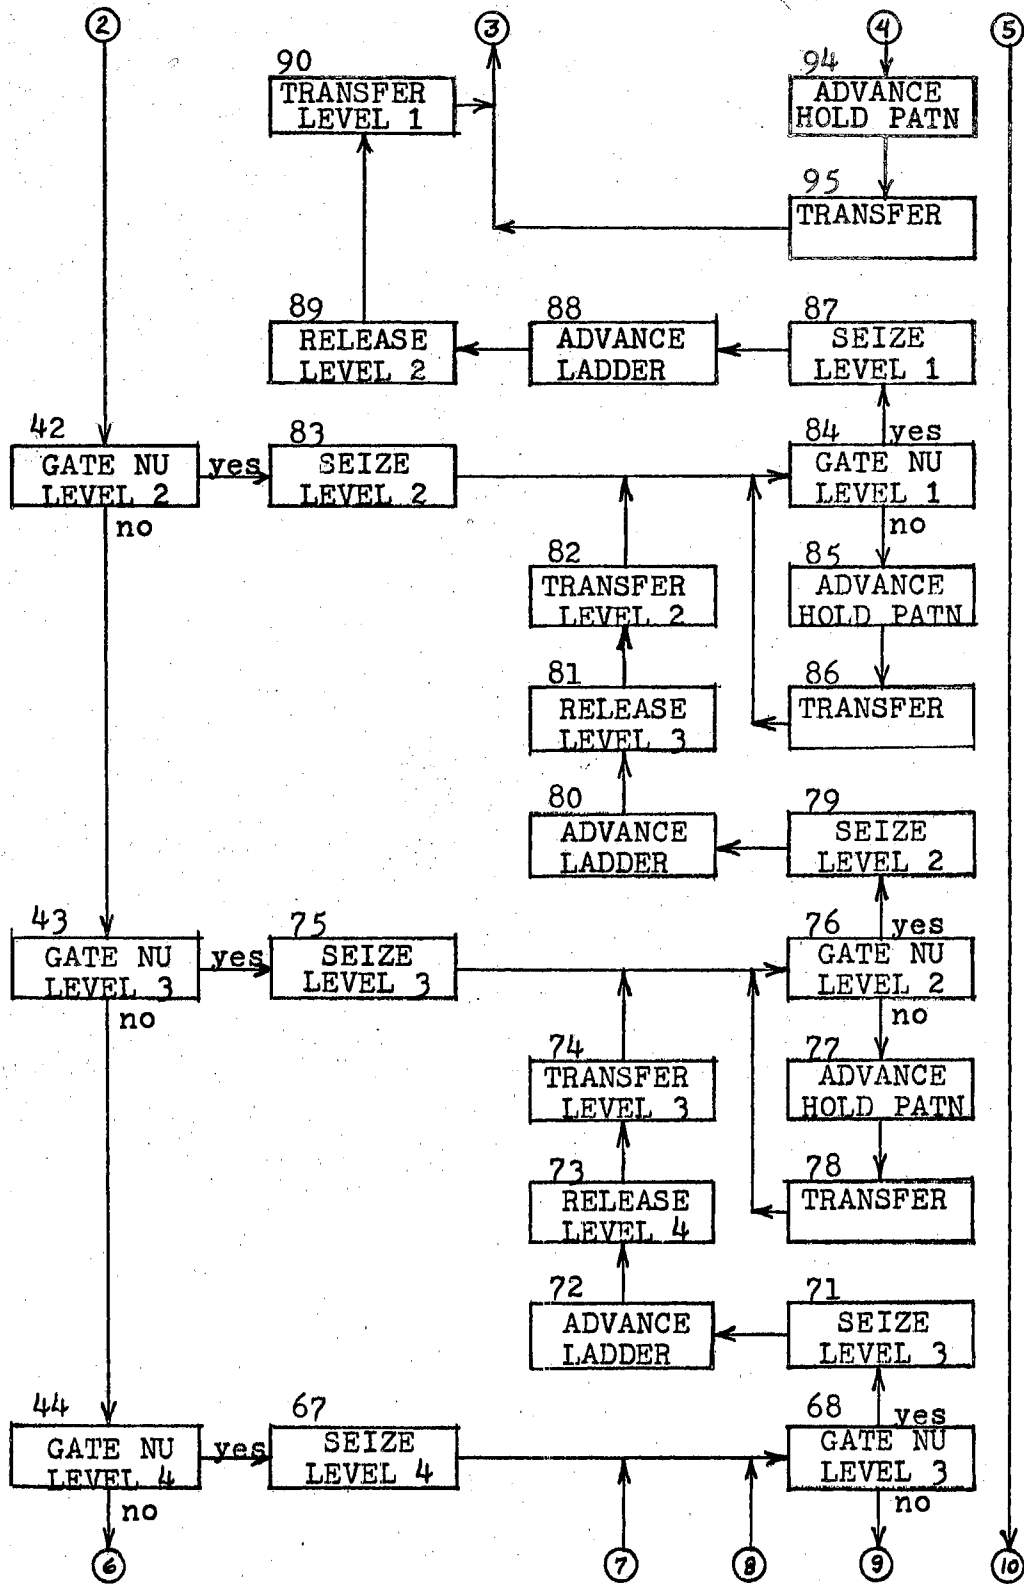 2
3
4
5
90
TRANSFER
LEVEL 1
94
ADVANCE
HOLD PATN
95
TRANSFER
89
RELEASE
LEVEL 2
88
ADVANCE
LADDER
87
SEIZE
LEVEL 1
42
GATE NU
LEVEL 2
yes
no
83
SEIZE
LEVEL 2
84
yes
GATE NU
LEVEL 1
no
82
TRANSFER
LEVEL 2
85
ADVANCE
HOLD PATN
81
RELEASE
LEVEL 3
86
TRANSFER
80
ADVANCE
LADDER
79
SEIZE
LEVEL 2
43
GATE NU
LEVEL 3
yes
no
75
SEIZE
LEVEL 3
76
yes
GATE NU
LEVEL 2
no
74
TRANSFER
LEVEL 3
77
ADVANCE
HOLD PATN
73
RELEASE
LEVEL 4
78
TRANSFER
72
ADVANCE
LADDER
71
SEIZE
LEVEL 3
44
GATE NU
LEVEL 4
yes
no
67
SEIZE
LEVEL 4
68
yes
GATE NU
LEVEL 3
no
6
7
8
9
10